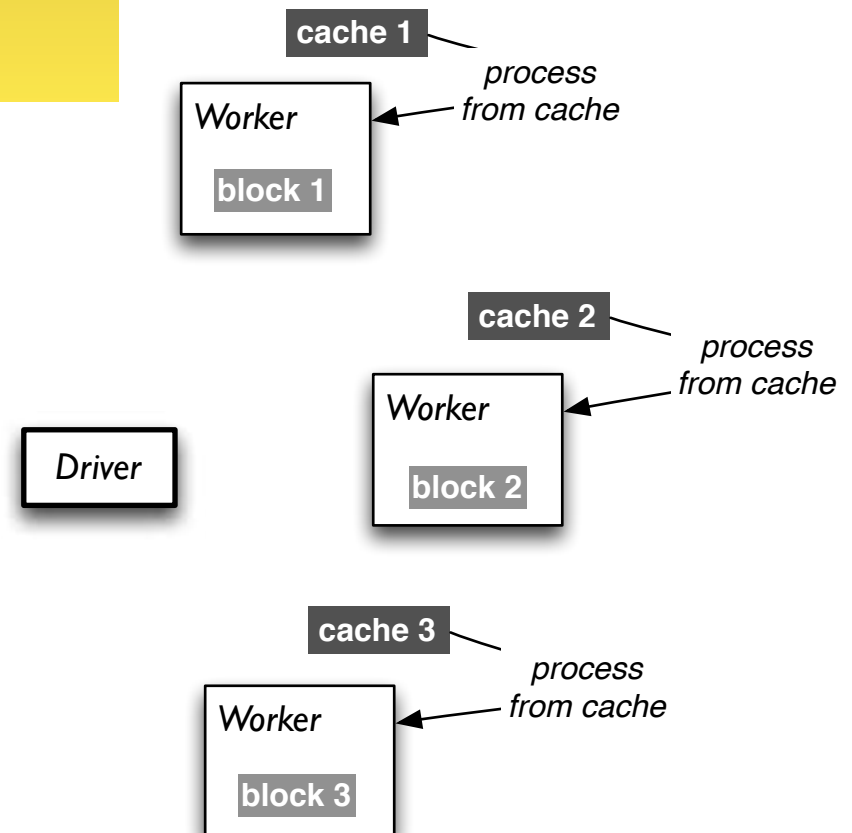 cache 1
process
from cache
Worker
block 1
cache 2
process
from cache
Worker
block 2
Driver
cache 3
process
from cache
Worker
block 3